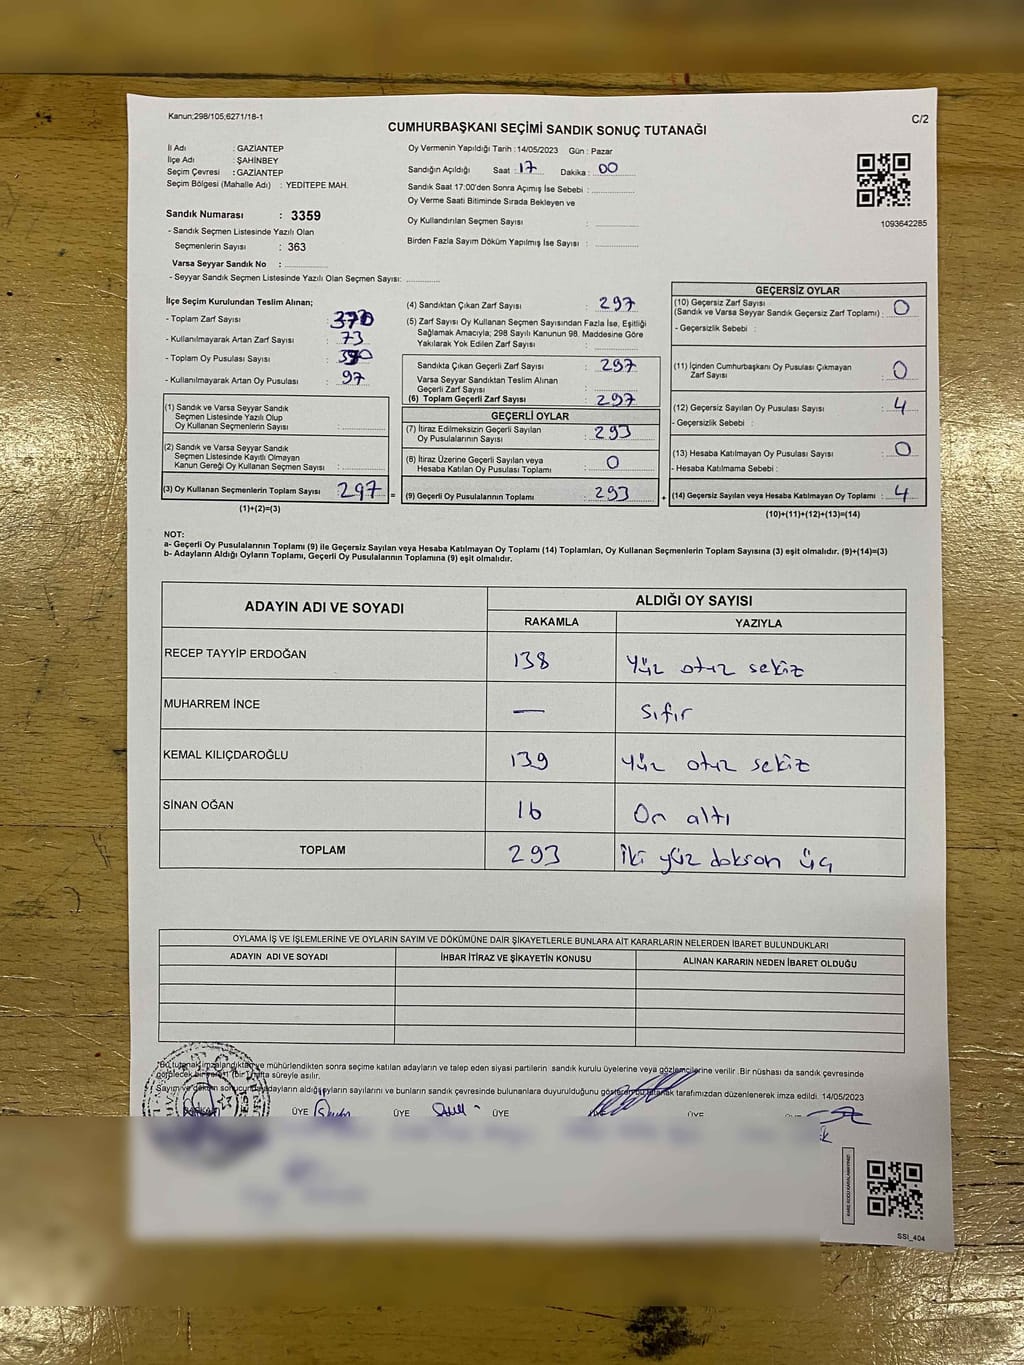 Kanun;298/105;6271/18-1
C/2
CUMHURBAŞKANI SEÇİMİ SANDIK SONUÇ TUTANAĞI
İl Adı : GAZİANTEP
İlçe Adı : ŞAHİNBEY
Seçim Çevresi : GAZİANTEP
Seçim Bölgesi (Mahalle Adı) : YEDİTEPE MAH.
Sandık Numarası : 3359
- Sandık Seçmen Listesinde Yazılı Olan
Seçmenlerin Sayısı : 363
Varsa Seyyar Sandık No :
- Seyyar Sandık Seçmen Listesinde Yazılı Olan Seçmen Sayısı:
Oy Vermenin Yapıldığı Tarih :14/05/2023 Gün : Pazar
Sandığın Açıldığı Saat : 17 Dakika : 00
Sandık Saat 17:00'den Sonra Açımış İse Sebebi :
Oy Verme Saati Bitiminde Sırada Bekleyen ve
Oy Kullandırılan Seçmen Sayısı :
Birden Fazla Sayım Döküm Yapılmış İse Sayısı :
1093642285
İlçe Seçim Kurulundan Teslim Alınan;
- Toplam Zarf Sayısı : 370
- Kullanılmayarak Artan Zarf Sayısı : 73
- Toplam Oy Pusulası Sayısı :
- Kullanılmayarak Artan Oy Pusulası : 97
(1) Sandık ve Varsa Seyyar Sandık
Seçmen Listesinde Yazılı Olup
Oy Kullanan Seçmenlerin Sayısı :
(2) Sandık ve Varsa Seyyar Sandık
Seçmen Listesinde Kayıtlı Olmayan
Kanun Gereği Oy Kullanan Seçmen Sayısı :
(3) Oy Kullanan Seçmenlerin Toplam Sayısı : 297 =
(1)+(2)=(3)
(4) Sandıktan Çıkan Zarf Sayısı : 297
(5) Zarf Sayısı Oy Kullanan Seçmen Sayısından Fazla İse, Eşitliği
Sağlamak Amacıyla; 298 Sayılı Kanunun 98. Maddesine Göre
Yakılarak Yok Edilen Zarf Sayısı :
Sandıkta Çıkan Geçerli Zarf Sayısı : 297
Varsa Seyyar Sandıktan Teslim Alınan
Geçerli Zarf Sayısı :
(6) Toplam Geçerli Zarf Sayısı : 297
GEÇERLİ OYLAR
(7) İtiraz Edilmeksizin Geçerli Sayılan
Oy Pusulalarının Sayısı : 293
(8) İtiraz Üzerine Geçerli Sayılan veya
Hesaba Katılan Oy Pusulası Toplamı : 0
(9) Geçerli Oy Pusulalarının Toplamı : 293 +
GEÇERSİZ OYLAR
(10) Geçersiz Zarf Sayısı
(Sandık ve Varsa Seyyar Sandık Geçersiz Zarf Toplamı) : 0
- Geçersizlik Sebebi :
(11) İçinden Cumhurbaşkanı Oy Pusulası Çıkmayan
Zarf Sayısı : 0
(12) Geçersiz Sayılan Oy Pusulası Sayısı : 4
- Geçersizlik Sebebi :
(13) Hesaba Katılmayan Oy Pusulası Sayısı : 0
- Hesaba Katılmama Sebebi :
(14) Geçersiz Sayılan veya Hesaba Katılmayan Oy Toplamı : 4
(10)+(11)+(12)+(13)=(14)
NOT:
a- Geçerli Oy Pusulalarının Toplamı (9) ile Geçersiz Sayılan veya Hesaba Katılmayan Oy Toplamı (14) Toplamları, Oy Kullanan Seçmenlerin Toplam Sayısına (3) eşit olmalıdır. (9)+(14)=(3)
b- Adayların Aldığı Oyların Toplamı, Geçerli Oy Pusulalarının Toplamına (9) eşit olmalıdır.
ADAYIN ADI VE SOYADI
ALDIĞI OY SAYISI
RAKAMLA YAZIYLA
RECEP TAYYİP ERDOĞAN 138 Yüz otuz sekiz
MUHARREM İNCE — Sıfır
KEMAL KILIÇDAROĞLU 139 Yüz otuz sekiz
SİNAN OĞAN 16 On altı
TOPLAM 293 İki yüz doksan üç
OYLAMA İŞ VE İŞLEMLERİNE VE OYLARIN SAYIM VE DÖKÜMÜNE DAİR ŞİKAYETLERLE BUNLARA AİT KARARLARIN NELERDEN İBARET BULUNDUKLARI
ADAYIN ADI VE SOYADI İHBAR İTİRAZ VE ŞİKAYETİN KONUSU ALINAN KARARIN NEDEN İBARET OLDUĞU
"Bu tutanak imzalandıktan ve mühürlendikten sonra seçime katılan adayların ve talep eden siyasi partilerin sandık kurulu üyelerine veya gözlemcilerine verilir .Bir nüshası da sandık çevresinde
görülecek bir yere (bir) hafta süreyle asılır.
Sayım ve döküm sonucunda adayların aldığı oyların sayılarını ve bunların sandık çevresinde bulunanlara duyurulduğunu gösteren bu tutanak tarafımızdan düzenlenerek imza edildi. 14/05/2023
ÜYE ÜYE ÜYE ÜYE ÜYE
SSI_404